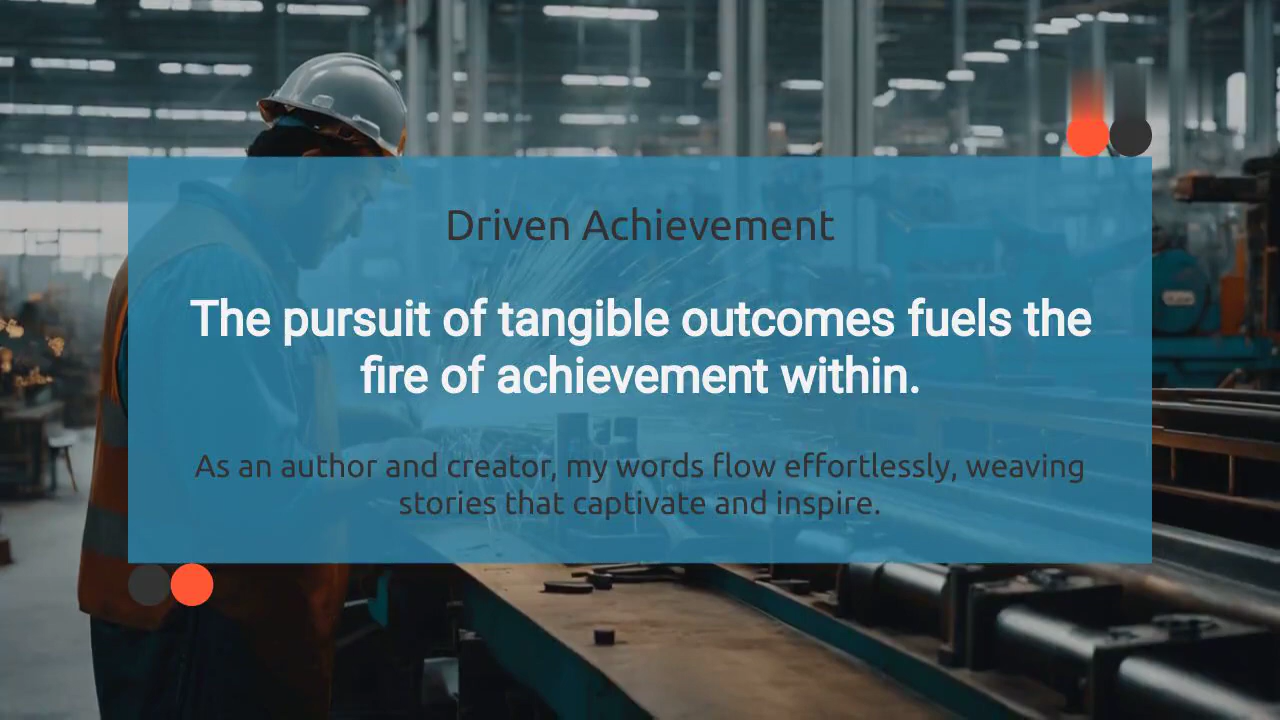 Driven Achievement
The pursuit of tangible outcomes fuels the
fire of achievement within.
As an author and creator, my words flow effortlessly, weaving
stories that captivate and inspire.